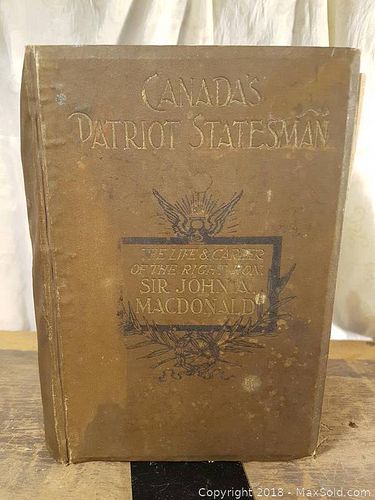 CANADA'S
PATRIOT STATESMAN
THE LIFE & CAREER
OF THE RIGHT HON.
SIR JOHN A.
MACDONALD
Copyright 2018 - MaxSold.com